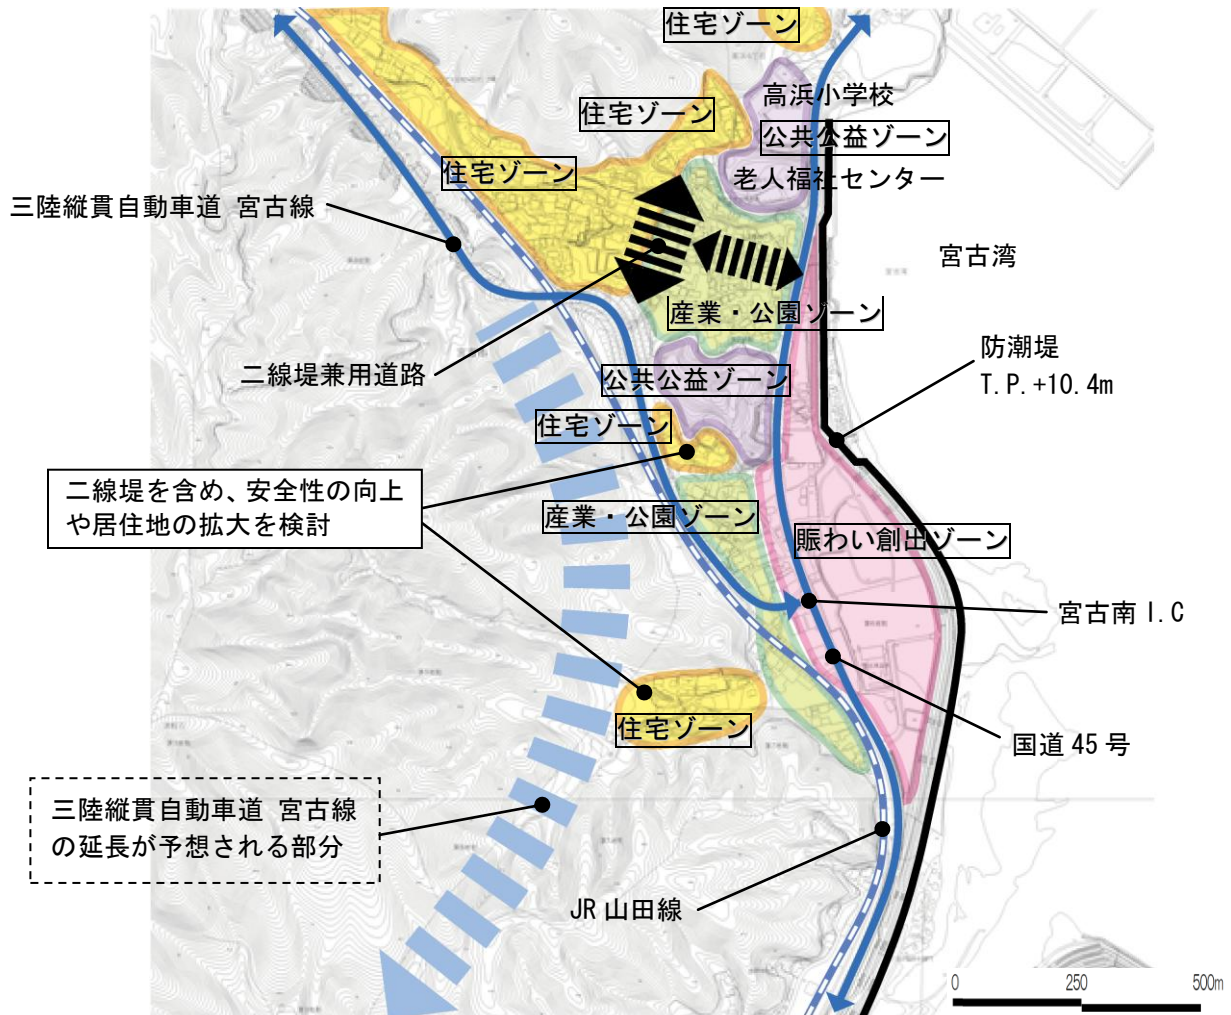 住宅ゾーン
高浜小学校
住宅ゾーン
公共公益ゾーン
住宅ゾーン
老人福祉センター
三陸縦貫自動車道 宮古線
宮古湾
産業・公園ゾーン
防潮堤
T.P.+10.4m
二線堤兼用道路
公共公益ゾーン
住宅ゾーン
二線堤を含め、安全性の向上
や居住地の拡大を検討
産業・公園ゾーン
賑わい創出ゾーン
宮古南 I.C
住宅ゾーン
国道 45 号
三陸縦貫自動車道 宮古線
の延長が予想される部分
JR 山田線
0 250 500m